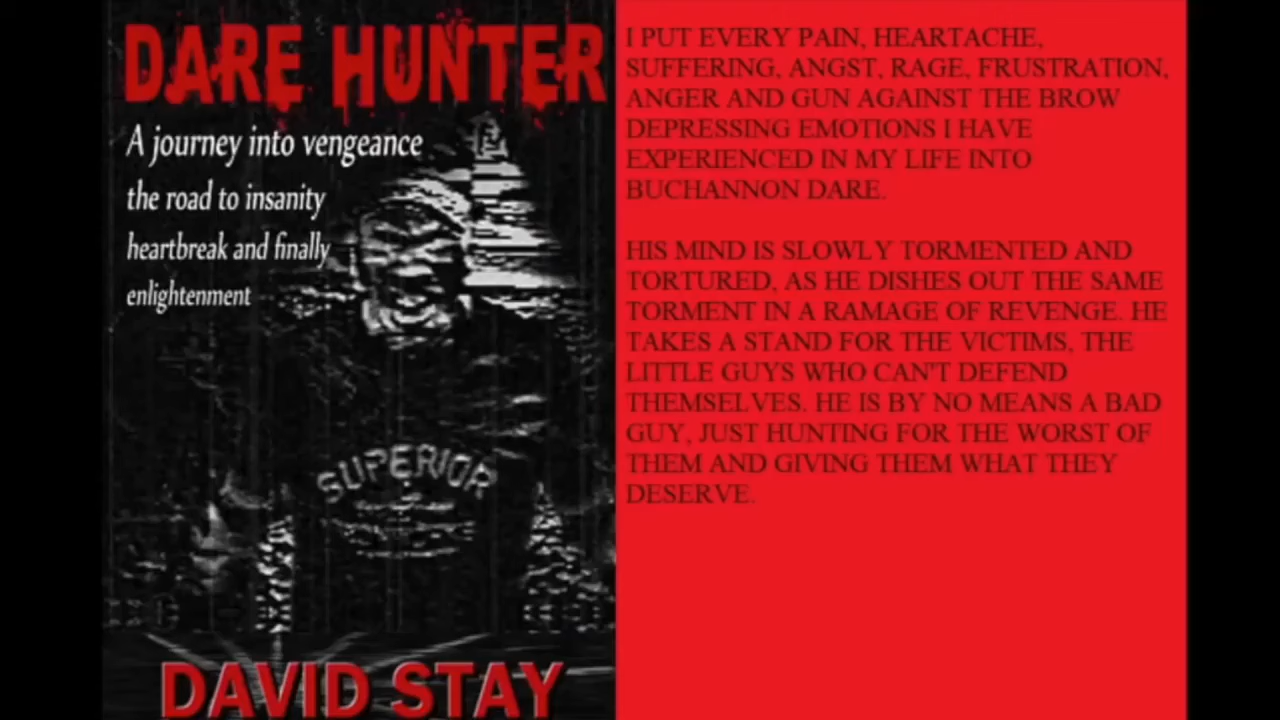 DARE HUNTER
A journey into vengeance
the road to insanity
heartbreak and finally
enlightenment
SUPERIOR
DAVID STAY
I PUT EVERY PAIN, HEARTACHE,
SUFFERING, ANGST, RAGE, FRUSTRATION,
ANGER AND GUN AGAINST THE BROW
DEPRESSING EMOTIONS I HAVE
EXPERIENCED IN MY LIFE INTO
BUCHANNON DARE.
HIS MIND IS SLOWLY TORMENTED AND
TORTURED, AS HE DISHES OUT THE SAME
TORMENT IN A RAMAGE OF REVENGE. HE
TAKES A STAND FOR THE VICTIMS, THE
LITTLE GUYS WHO CAN'T DEFEND
THEMSELVES. HE IS BY NO MEANS A BAD
GUY, JUST HUNTING FOR THE WORST OF
THEM AND GIVING THEM WHAT THEY
DESERVE.